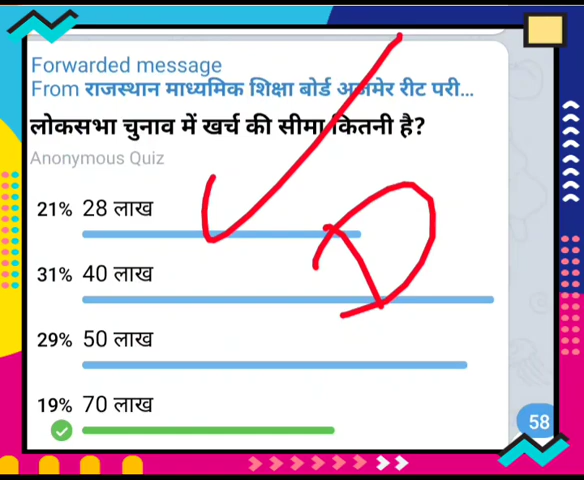 Forwarded message
From राजस्थान माध्यमिक शिक्षा बोर्ड अजमेर रीट परी...
लोकसभा चुनाव में खर्च की सीमा कितनी है?
Anonymous Quiz
21% 28 लाख
31% 40 लाख
29% 50 लाख
19% 70 लाख
58